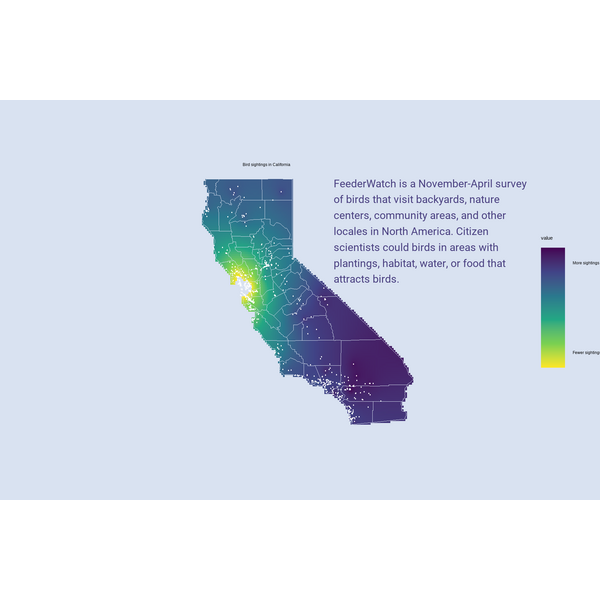 Bird sightings in California
FeederWatch is a November-April survey
of birds that visit backyards, nature
centers, community areas, and other
locales in North America. Citizen
scientists could birds in areas with
plantings, habitat, water, or food that
attracts birds.
value
More sightings
Fewer sightings